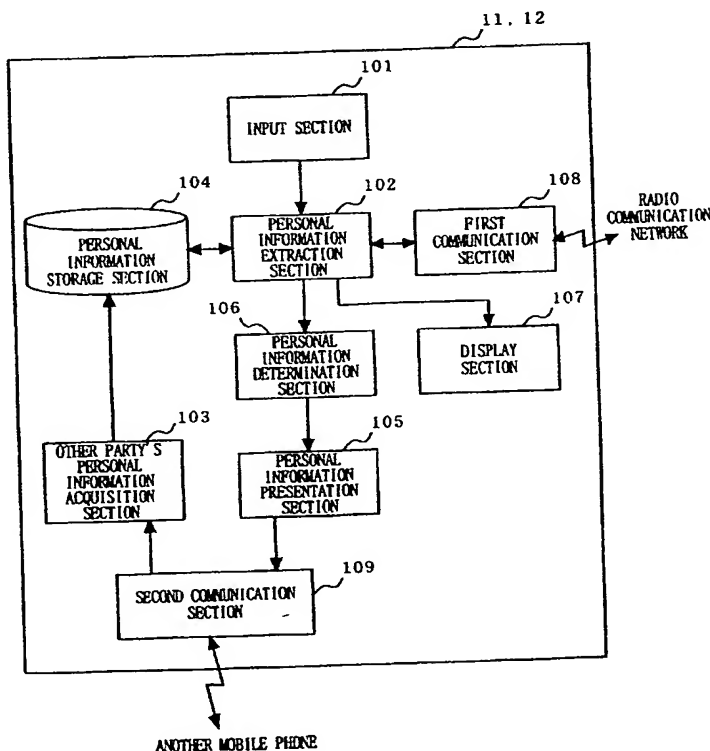 11, 12
101
INPUT SECTION
104
102
108
PERSONAL
INFORMATION
STORAGE SECTION
PERSONAL
INFORMATION
EXTRACTION
SECTION
FIRST
COMMUNICATION
SECTION
RADIO
COMMUNICATION
NETWORK
106
107
PERSONAL
INFORMATION
DETERMINATION
SECTION
DISPLAY
SECTION
103
105
OTHER PARTY'S
PERSONAL
INFORMATION
ACQUISITION
SECTION
PERSONAL
INFORMATION
PRESENTATION
SECTION
109
SECOND COMMUNICATION
SECTION
ANOTHER MOBILE PHONE